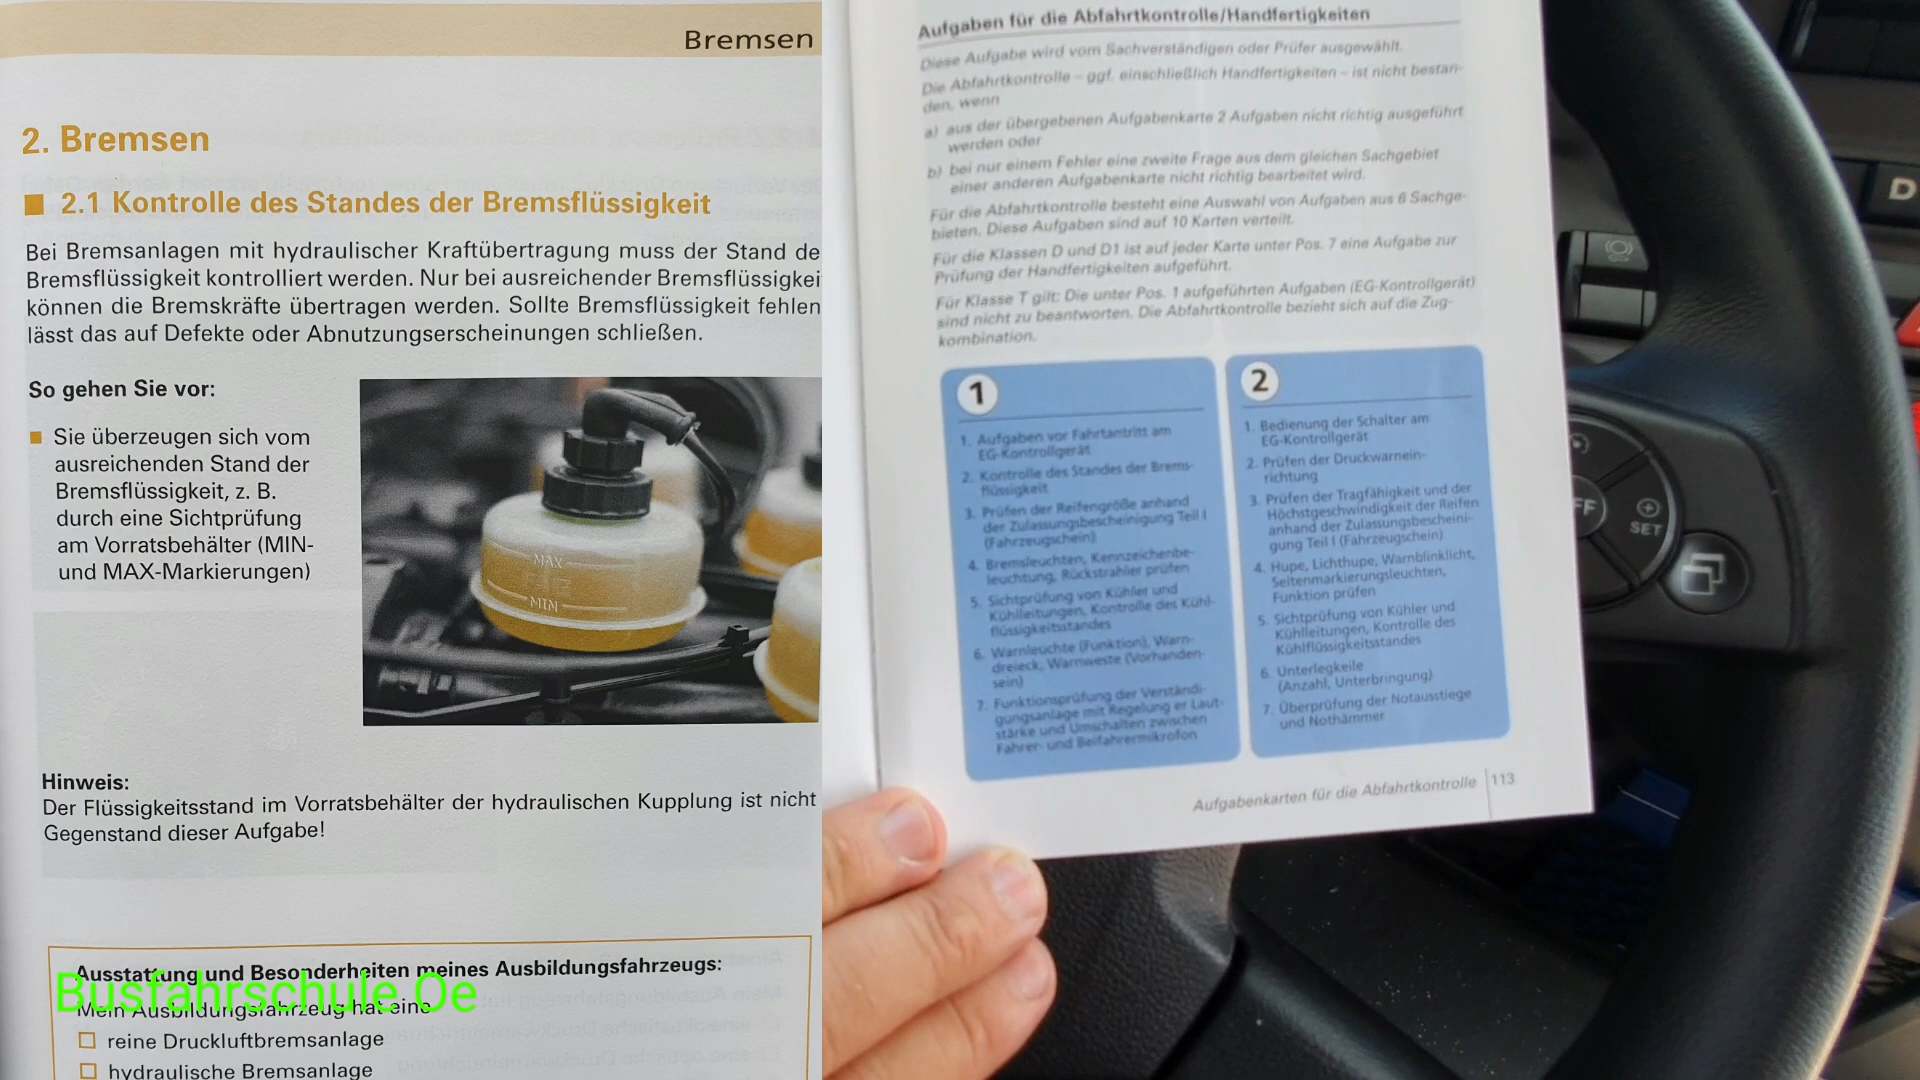 Bremsen
2. Bremsen
2.1 Kontrolle des Standes der Bremsflüssigkeit
Bei Bremsanlagen mit hydraulischer Kraftübertragung muss der Stand de
Bremsflüssigkeit kontrolliert werden. Nur bei ausreichender Bremsflüssigkei
können die Bremskräfte übertragen werden. Sollte Bremsflüssigkeit fehlen
lässt das auf Defekte oder Abnutzungserscheinungen schließen.
So gehen Sie vor:
Sie überzeugen sich vom
ausreichenden Stand der
Bremsflüssigkeit, z. B.
durch eine Sichtprüfung
am Vorratsbehälter (MIN-
und MAX-Markierungen)
MAX
MIN
Hinweis:
Der Flüssigkeitsstand im Vorratsbehälter der hydraulischen Kupplung ist nicht
Gegenstand dieser Aufgabe!
Ausstattung und Besonderheiten meines Ausbildungsfahrzeugs:
Busfahrschule Oe
Mein Ausbildungsfahrzeug hat eine
reine Druckluftbremsanlage
hydraulische Bremsanlage
Aufgaben für die Abfahrtkontrolle/Handfertigkeiten
Diese Aufgabe wird vom Sachverständigen oder Prüfer ausgewählt.
Die Abfahrtkontrolle – ggf. einschließlich Handfertigkeiten – ist nicht bestan-
den, wenn
a) aus der übergebenen Aufgabenkarte 2 Aufgaben nicht richtig ausgeführt
werden oder
b) bei nur einem Fehler eine zweite Frage aus dem gleichen Sachgebiet
einer anderen Aufgabenkarte nicht richtig bearbeitet wird.
Für die Abfahrtkontrolle besteht eine Auswahl von Aufgaben aus 6 Sachge-
bieten. Diese Aufgaben sind auf 10 Karten verteilt.
Für die Klassen D und D1 ist auf jeder Karte unter Pos. 7 eine Aufgabe zur
Prüfung der Handfertigkeiten aufgeführt.
Für Klasse T gilt: Die unter Pos. 1 aufgeführten Aufgaben (EG-Kontrollgerät)
sind nicht zu beantworten. Die Abfahrtkontrolle bezieht sich auf die Zug-
kombination.
1
1. Aufgaben vor Fahrtantritt am
EG-Kontrollgerät
2. Kontrolle des Standes der Brems-
flüssigkeit
3. Prüfen der Reifengröße anhand
der Zulassungsbescheinigung Teil I
(Fahrzeugschein)
4. Bremsleuchten, Kennzeichenbe-
leuchtung, Rückstrahler prüfen
5. Sichtprüfung von Kühler und
Kühlleitungen, Kontrolle des Kühl-
flüssigkeitsstandes
6. Warnleuchte (Funktion), Warn-
dreieck, Warnweste (Vorhanden-
sein)
7. Funktionsprüfung der Verständi-
gungsanlage mit Regelung er Laut-
stärke und Umschalten zwischen
Fahrer- und Beifahrermikrofon
2
1. Bedienung der Schalter am
EG-Kontrollgerät
2. Prüfen der Druckwarnein-
richtung
3. Prüfen der Tragfähigkeit und der
Höchstgeschwindigkeit der Reifen
anhand der Zulassungsbescheini-
gung Teil I (Fahrzeugschein)
4. Hupe, Lichthupe, Warnblinklicht,
Seitenmarkierungsleuchten,
Funktion prüfen
5. Sichtprüfung von Kühler und
Kühlleitungen, Kontrolle des
Kühlflüssigkeitsstandes
6. Unterlegkeile
(Anzahl, Unterbringung)
7. Überprüfung der Notausstiege
und Nothämmer
Aufgabenkarten für die Abfahrtkontrolle 113
D
FF
SET